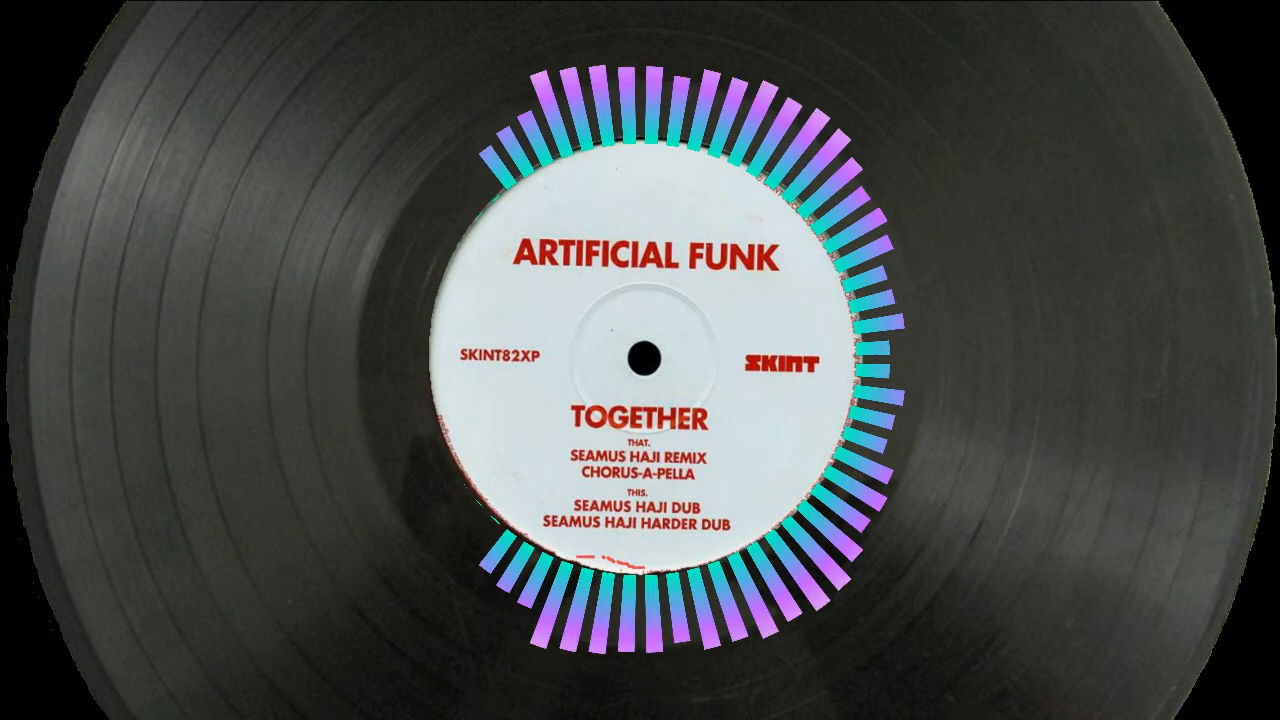 ARTIFICIAL FUNK
SKINT82XP
SKINT
TOGETHER
THAT.
SEAMUS HAJI REMIX
CHORUS-A-PELLA
THIS.
SEAMUS HAJI DUB
SEAMUS HAJI HARDER DUB